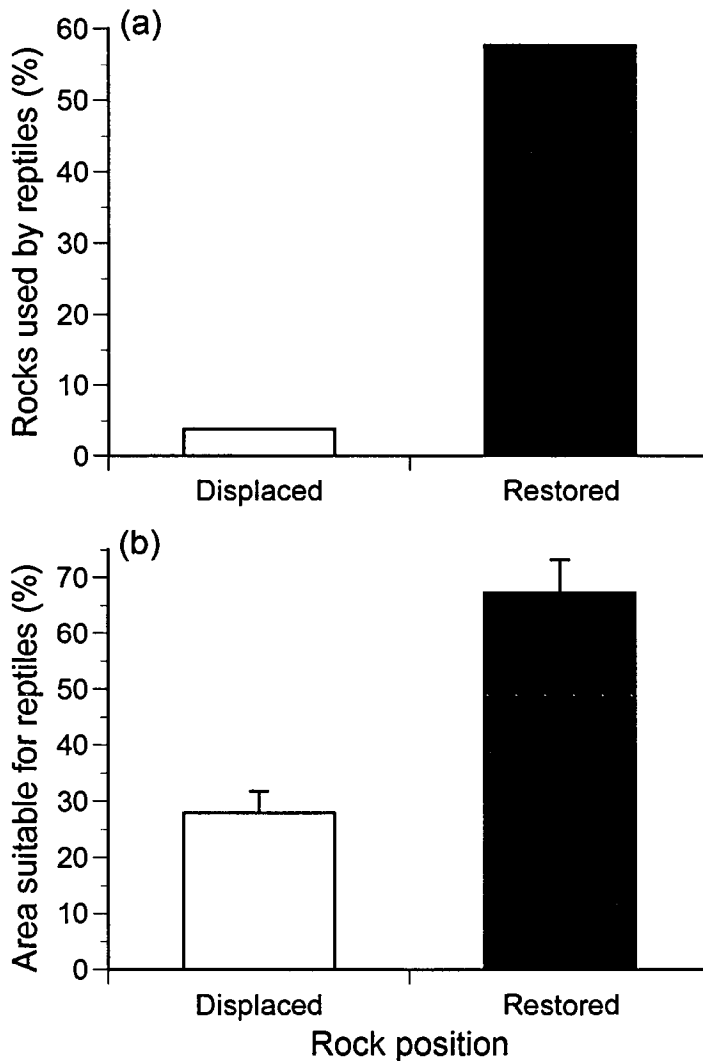 (a)
Rocks used by reptiles (%)
60
50
40
30
20
10
0
Displaced Restored
(b)
Area suitable for reptiles (%)
70
60
50
40
30
20
10
0
Displaced Restored
Rock position